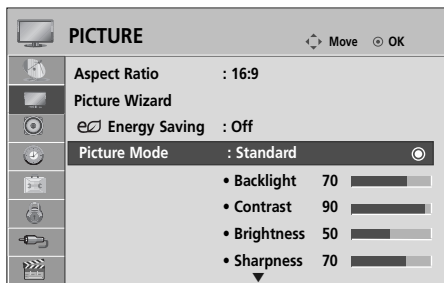 PICTURE Move OK
Aspect Ratio : 16:9
Picture Wizard
Energy Saving : Off
Picture Mode : Standard
• Backlight 70
• Contrast 90
• Brightness 50
• Sharpness 70